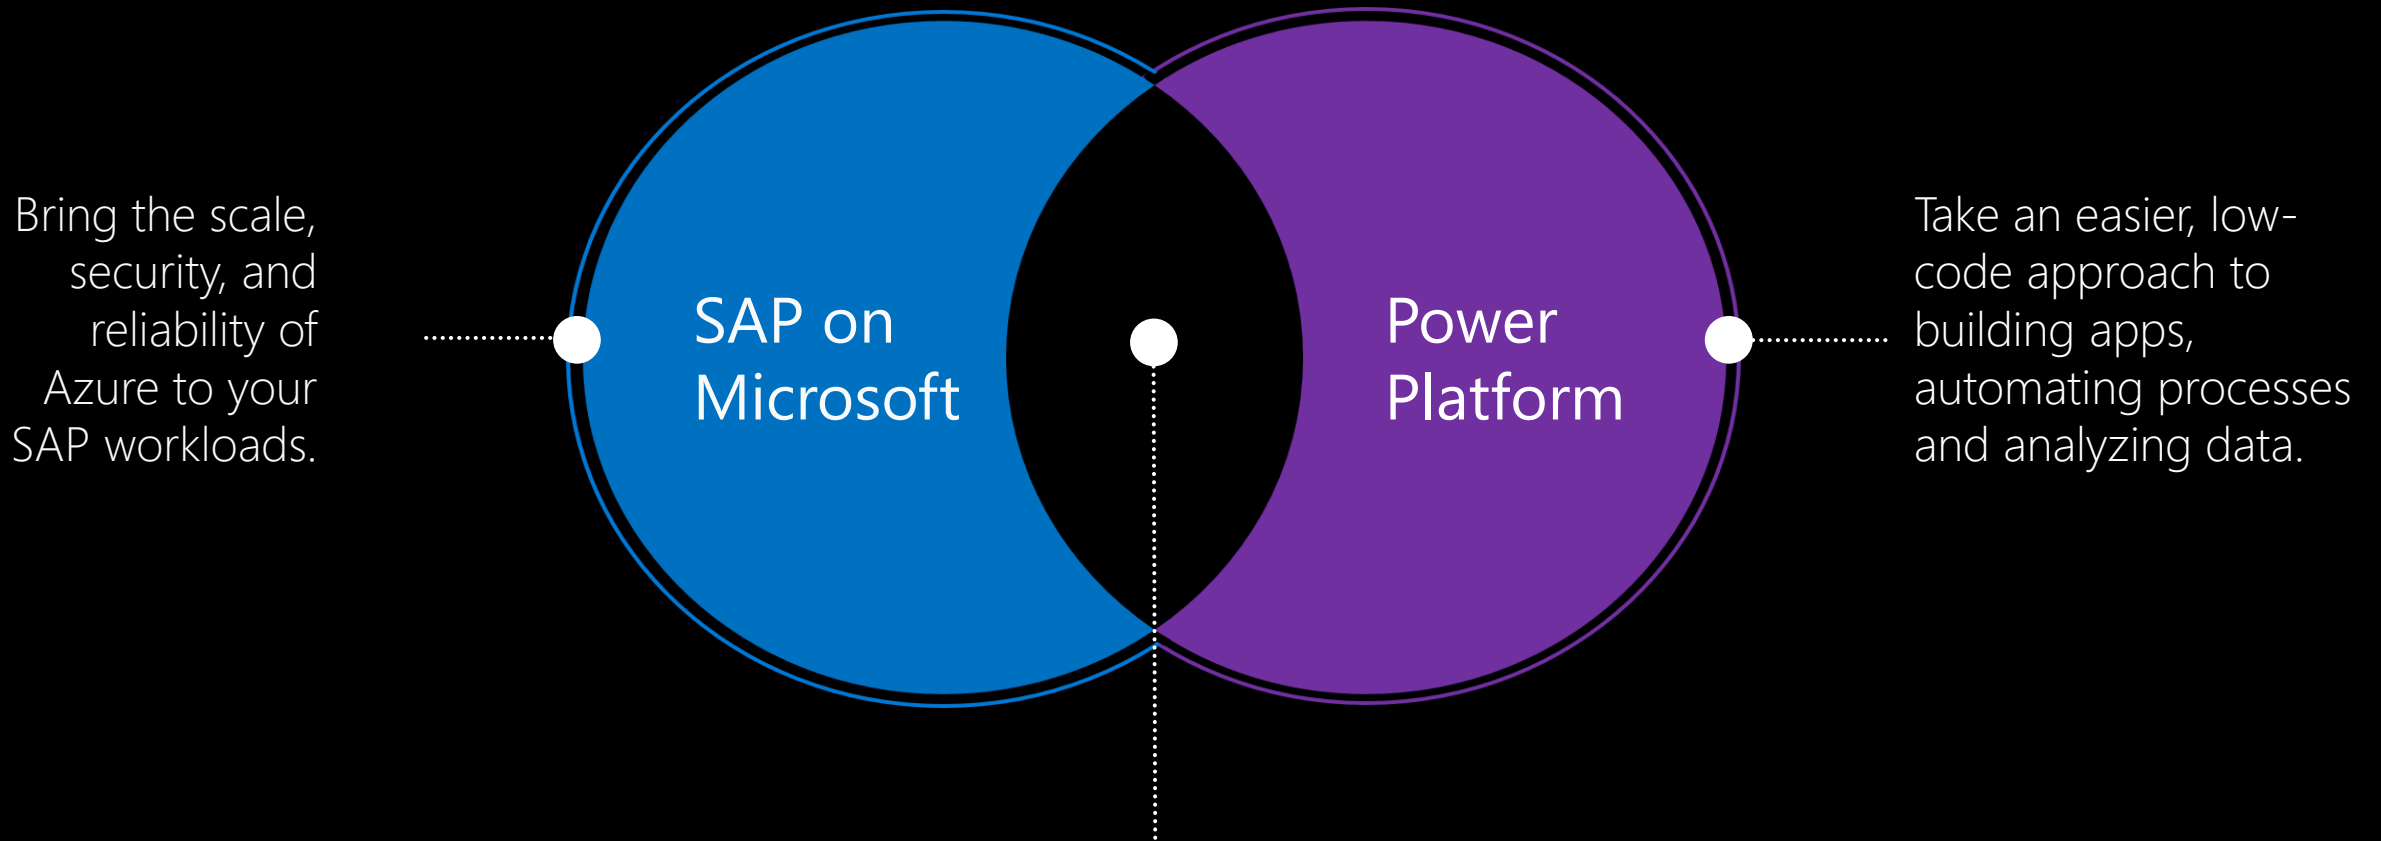 Bring the scale,
security, and
reliability of
Azure to your
SAP workloads.
SAP on
Microsoft
Power
Platform
Take an easier, low-
code approach to
building apps,
automating processes
and analyzing data.